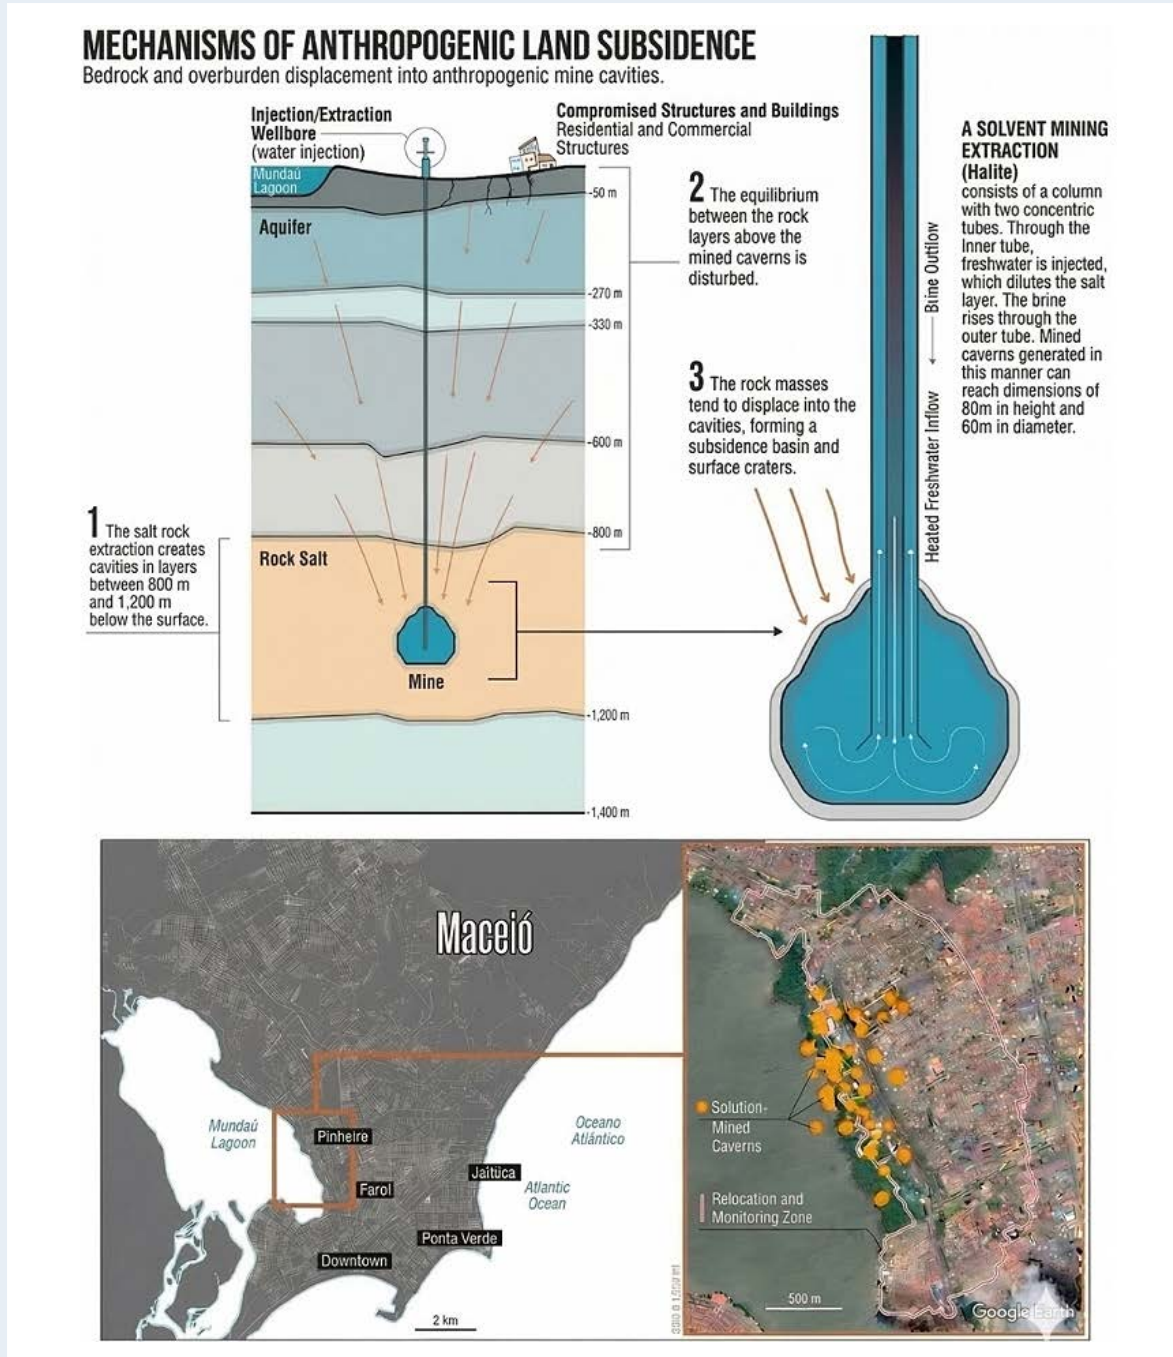 MECHANISMS OF ANTHROPOGENIC LAND SUBSIDENCE
Bedrock and overburden displacement into anthropogenic mine cavities.
Injection/Extraction
Wellbore
(water injection)
Compromised Structures and Buildings
Residential and Commercial
Structures
Mundaú
Lagoon
Aquifer
Rock Salt
Mine
-50 m
-270 m
-330 m
-600 m
-800 m
-1,200 m
-1,400 m
1 The salt rock
extraction creates
cavities in layers
between 800 m
and 1,200 m
below the surface.
2 The equilibrium
between the rock
layers above the
mined caverns is
disturbed.
3 The rock masses
tend to displace into the
cavities, forming a
subsidence basin and
surface craters.
Brine Outflow
Heated Freshvrater Inflow
A SOLVENT MINING
EXTRACTION
(Halite)
consists of a column
with two concentric
tubes. Through the
Inner tube,
freshwater is injected,
which dilutes the salt
layer. The brine
rises through the
outer tube. Mined
caverns generated in
this manner can
reach dimensions of
80m in height and
60m in diameter.
Maceió
Mundaú
Lagoon
Pinheire
Farol
Jaitüca
Ponta Verde
Downtown
Oceano
Atlántico
Atlantic
Ocean
2 km
Solution-
Mined
Caverns
Relocation and
Monitoring Zone
500 m
Google Earth